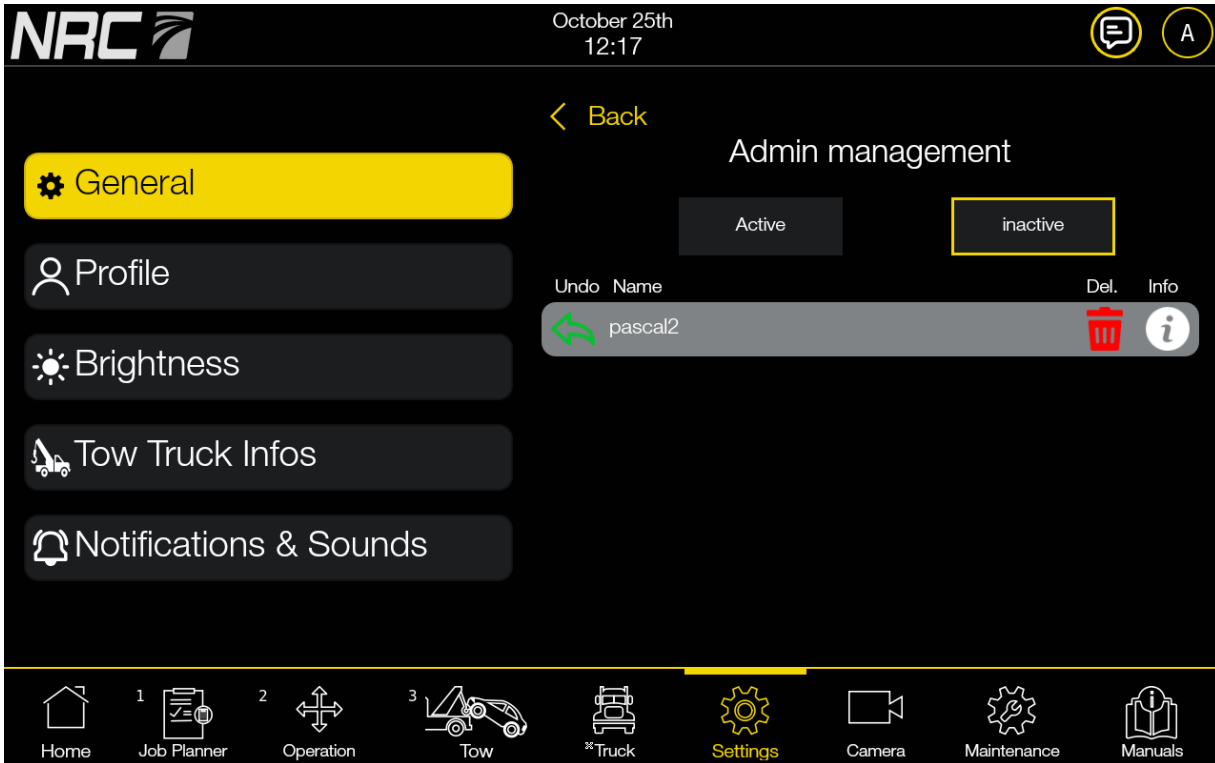 NRC
October 25th
12:17
A
Back
Admin management
General
Active
inactive
Profile
Undo Name Del. Info
pascal2
Brightness
Tow Truck Infos
Notifications & Sounds
1 2 3
Home Job Planner Operation Tow Truck Settings Camera Maintenance Manuals